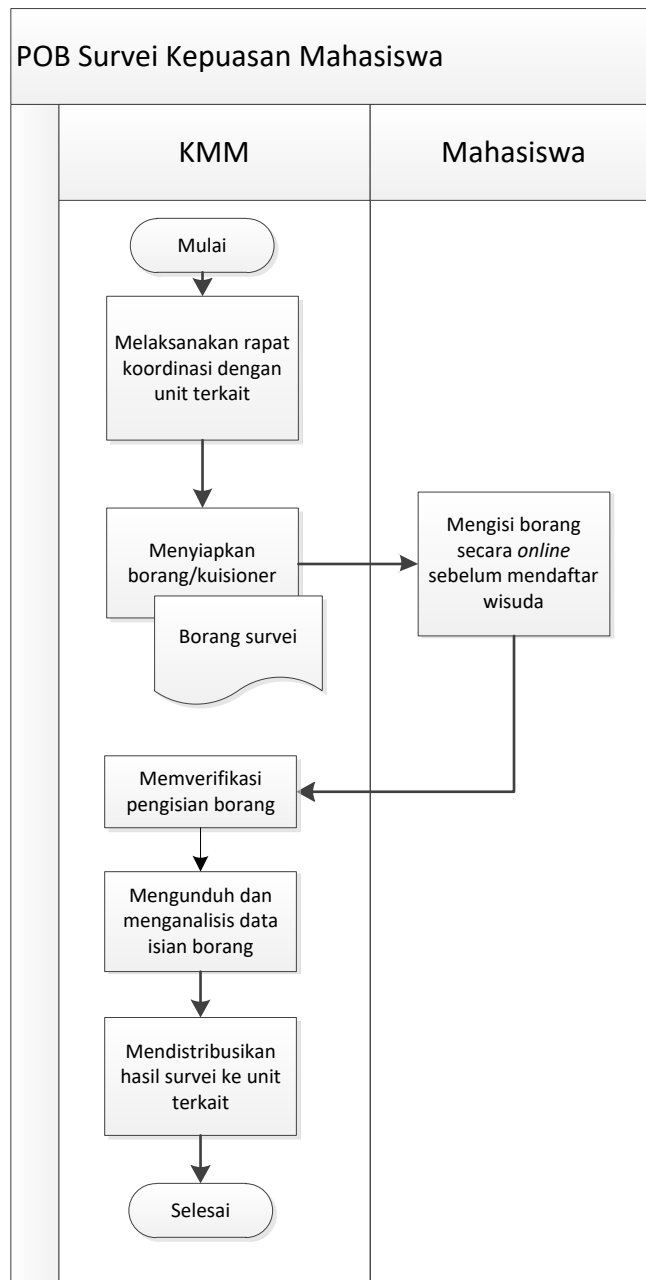 POB Survei Kepuasan Mahasiswa
KMM
Mahasiswa
Mulai
Melaksanakan rapat
koordinasi dengan
unit terkait
Menyiapkan
borang/kuisioner
Borang survei
Mengisi borang
secara online
sebelum mendaftar
wisuda
Memverifikasi
pengisian borang
Mengunduh dan
menganalisis data
isian borang
Mendistribusikan
hasil survei ke unit
terkait
Selesai